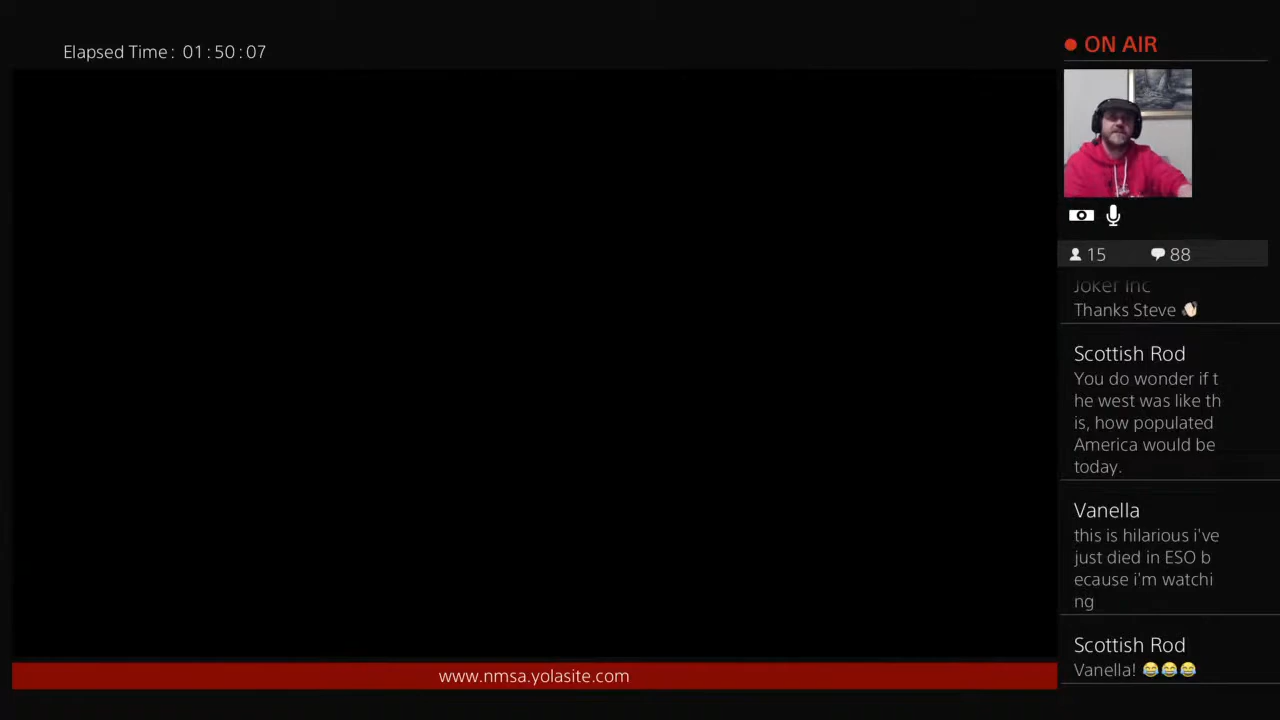 Elapsed Time: 01:50:07
ON AIR
15 88
Joker Inc
Thanks Steve 👋🏻
Scottish Rod
You do wonder if t
he west was like th
is, how populated
America would be
today.
Vanella
this is hilarious i've
just died in ESO b
ecause i'm watchi
ng
Scottish Rod
Vanella! 😂😂😂
www.nmsa.yolasite.com